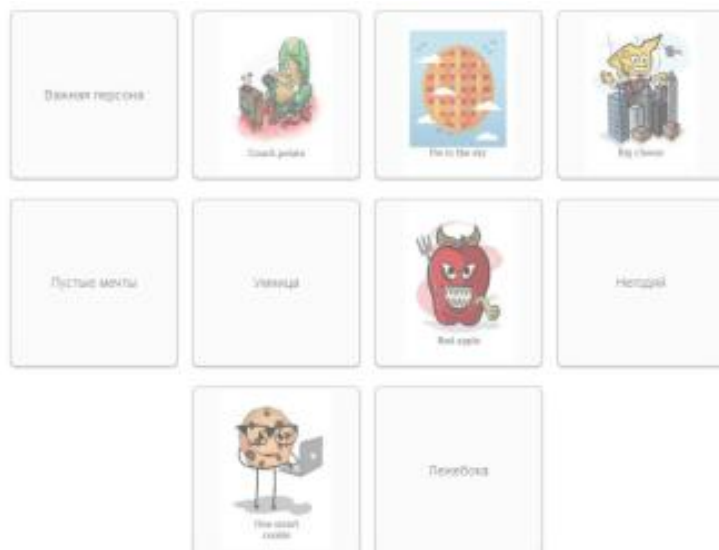 Важная персона
Couch potato
Pie in the sky
Big cheese
Пустые мечты
Умница
Bad apple
Негодяй
One smart
cookie
Лежебока